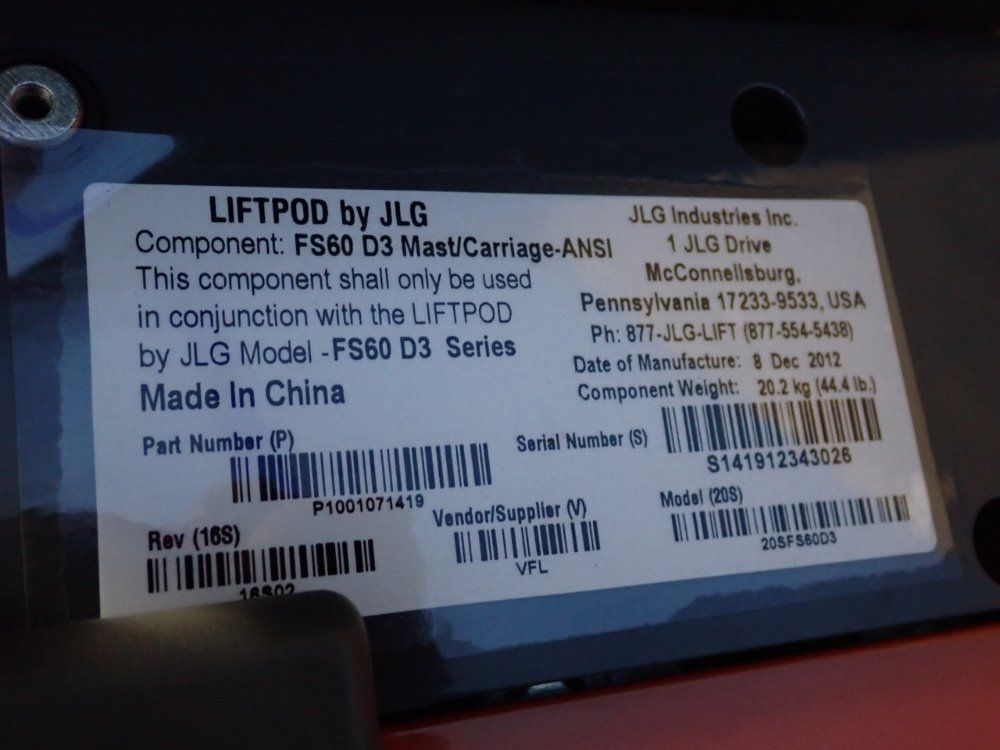 LIFTPOD by JLG
Component: FS60 D3 Mast/Carriage-ANSI
This component shall only be used
in conjunction with the LIFTPOD
by JLG Model -FS60 D3 Series
Made In China
JLG Industries Inc.
1 JLG Drive
McConnellsburg,
Pennsylvania 17233-9533, USA
Ph: 877-JLG-LIFT (877-554-5438)
Date of Manufacture: 8 Dec 2012
Component Weight: 20.2 kg (44.4 lb.)
Part Number (P)
P1001071419
Serial Number (S)
S141912343026
Rev (16S)
16S02
Vendor/Supplier (V)
VFL
Model (20S)
20SFS60D3